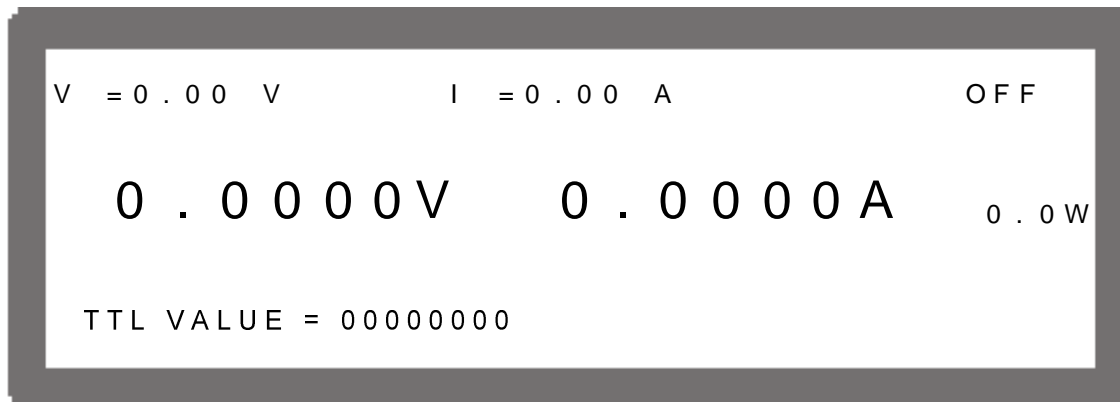 V =0.00 V I =0.00 A OFF
0.0000V 0.0000A 0.0W
TTL VALUE = 00000000